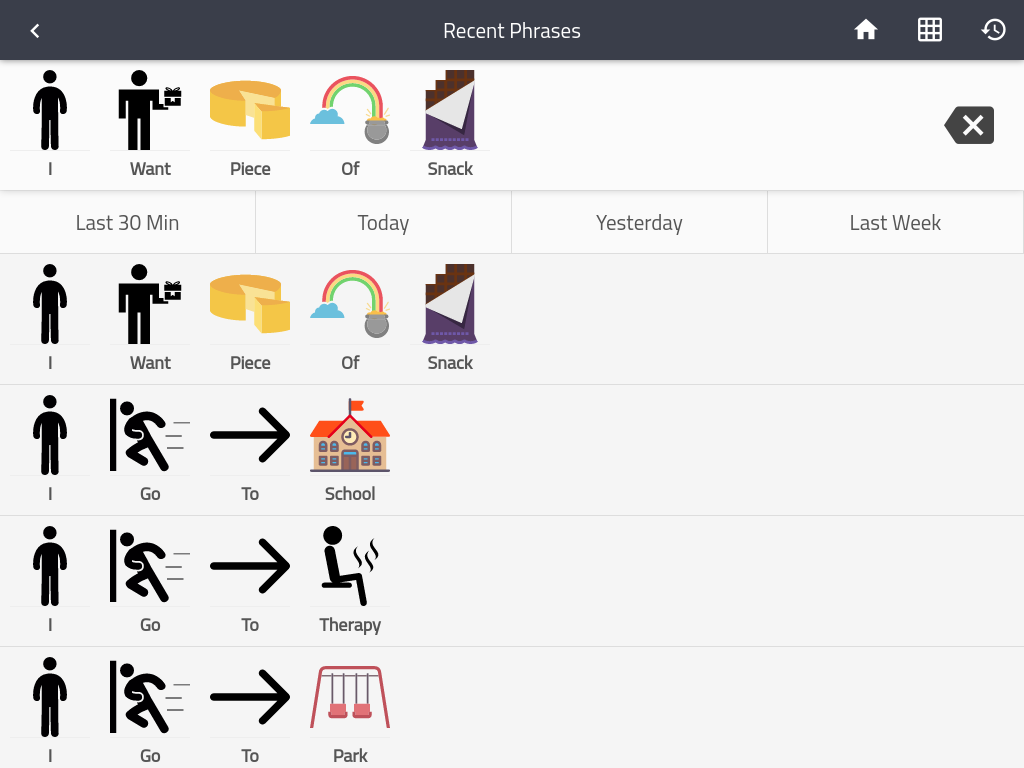 Recent Phrases
I Want Piece Of Snack
Last 30 Min Today Yesterday Last Week
I Want Piece Of Snack
I Go To School
I Go To Therapy
I Go To Park